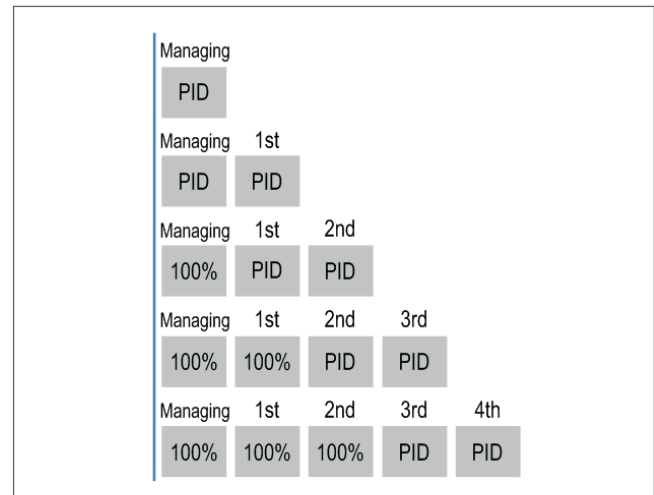 Managing
PID
Managing 1st
PID PID
Managing 1st 2nd
100% PID PID
Managing 1st 2nd 3rd
100% 100% PID PID
Managing 1st 2nd 3rd 4th
100% 100% 100% PID PID